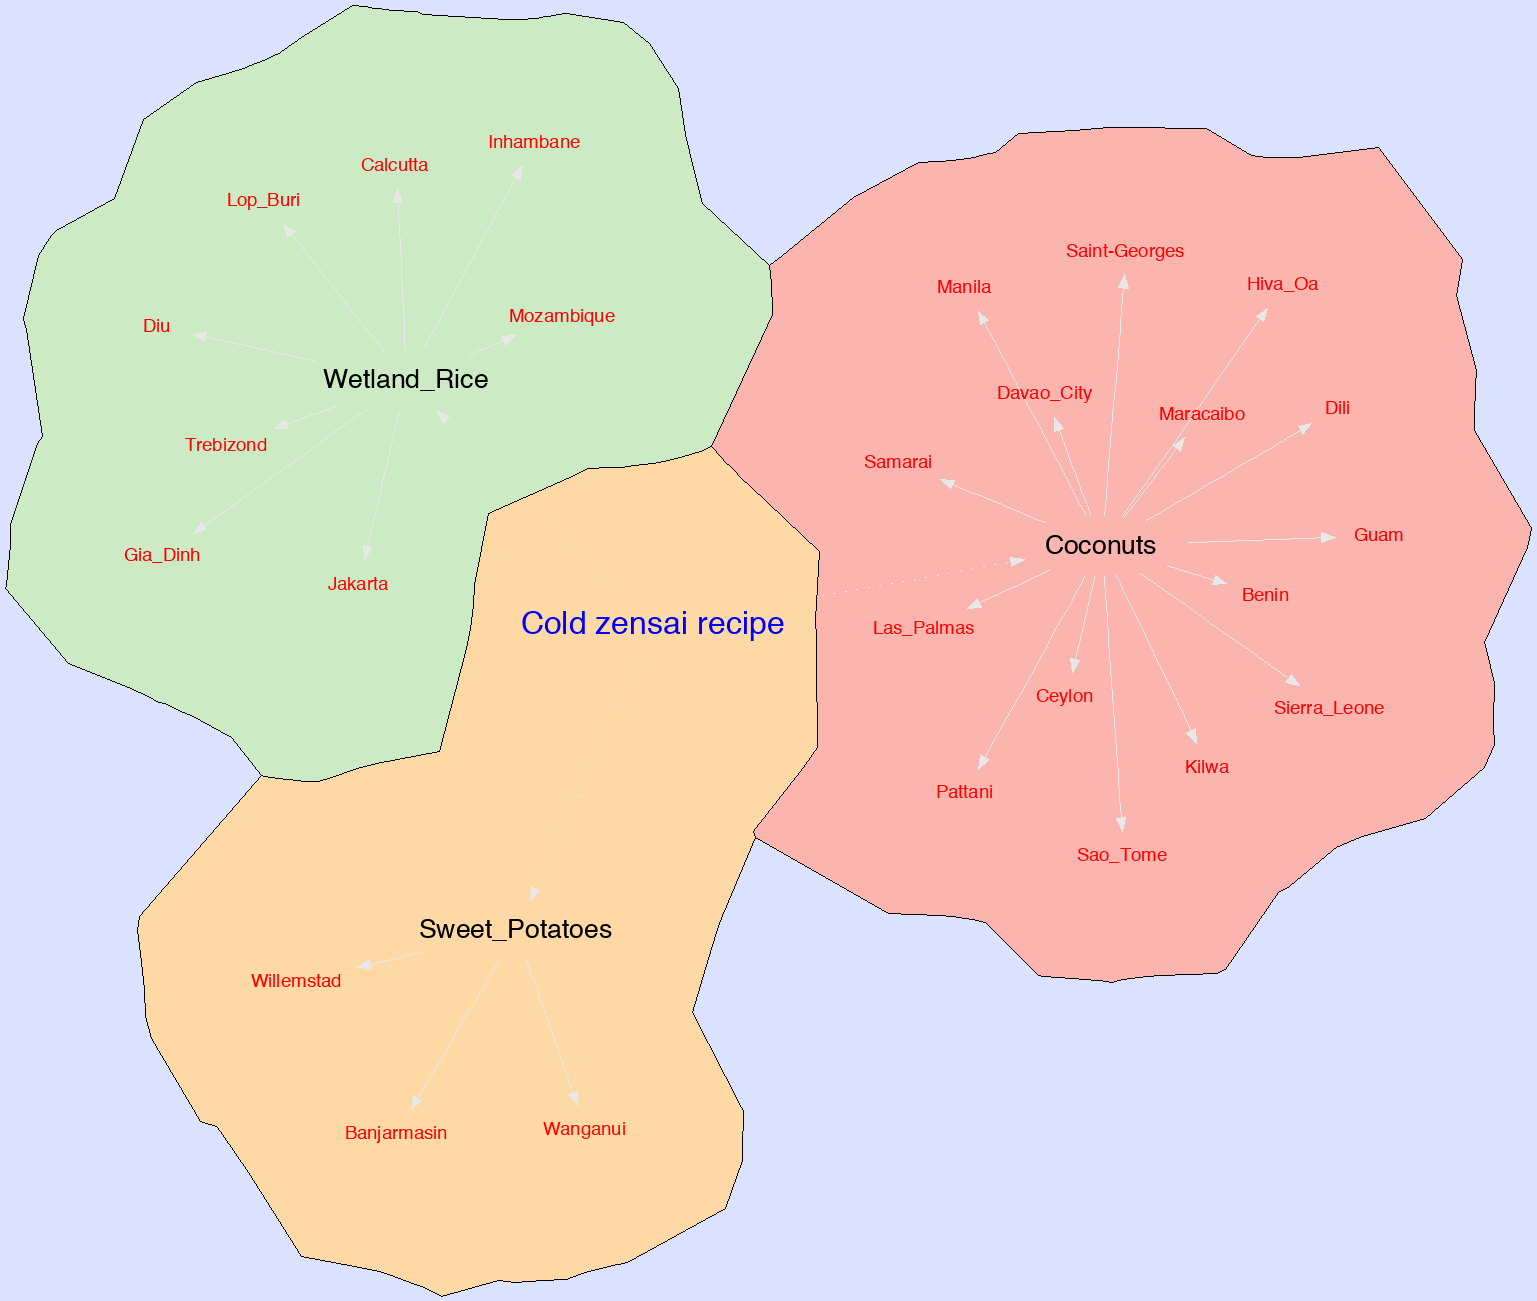 Inhambane
Calcutta
Lop_Buri
Diu
Mozambique
Wetland_Rice
Trebizond
Gia_Dinh
Jakarta
Saint-Georges
Manila
Hiva_Oa
Davao_City
Maracaibo
Dili
Samarai
Guam
Coconuts
Benin
Las_Palmas
Ceylon
Sierra_Leone
Kilwa
Pattani
Sao_Tome
Cold zensai recipe
Sweet_Potatoes
Willemstad
Banjarmasin
Wanganui